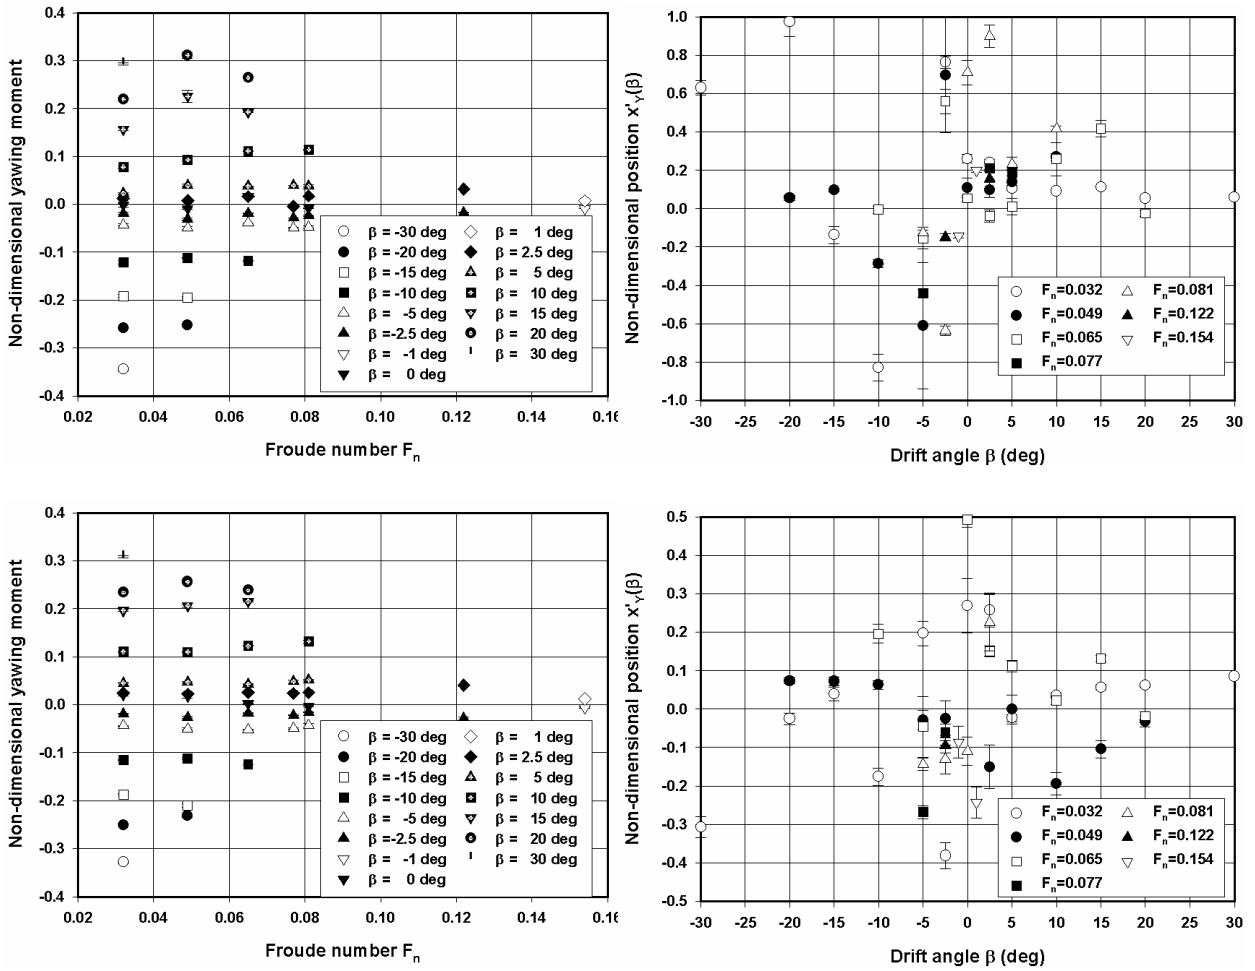 Non-dimensional yawing moment
0.4
0.3
0.2
0.1
0.0
-0.1
-0.2
-0.3
-0.4
β = -30 deg
β = 1 deg
β = -20 deg
β = 2.5 deg
β = -15 deg
β = 5 deg
β = -10 deg
β = 10 deg
β = -5 deg
β = 15 deg
β = -2.5 deg
β = 20 deg
β = -1 deg
β = 30 deg
β = 0 deg
0.02 0.04 0.06 0.08 0.10 0.12 0.14 0.16
Froude number Fn
Non-dimensional position x'Y(β)
1.0
0.8
0.6
0.4
0.2
0.0
-0.2
-0.4
-0.6
-0.8
-1.0
Fn=0.032 Fn=0.081
Fn=0.049 Fn=0.122
Fn=0.065 Fn=0.154
Fn=0.077
-30 -25 -20 -15 -10 -5 0 5 10 15 20 25 30
Drift angle β (deg)
Non-dimensional yawing moment
0.4
0.3
0.2
0.1
0.0
-0.1
-0.2
-0.3
-0.4
β = -30 deg
β = 1 deg
β = -20 deg
β = 2.5 deg
β = -15 deg
β = 5 deg
β = -10 deg
β = 10 deg
β = -5 deg
β = 15 deg
β = -2.5 deg
β = 20 deg
β = -1 deg
β = 30 deg
β = 0 deg
0.02 0.04 0.06 0.08 0.10 0.12 0.14 0.16
Froude number Fn
Non-dimensional position x'Y(β)
0.5
0.4
0.3
0.2
0.1
0.0
-0.1
-0.2
-0.3
-0.4
-0.5
Fn=0.032 Fn=0.081
Fn=0.049 Fn=0.122
Fn=0.065 Fn=0.154
Fn=0.077
-30 -25 -20 -15 -10 -5 0 5 10 15 20 25 30
Drift angle β (deg)